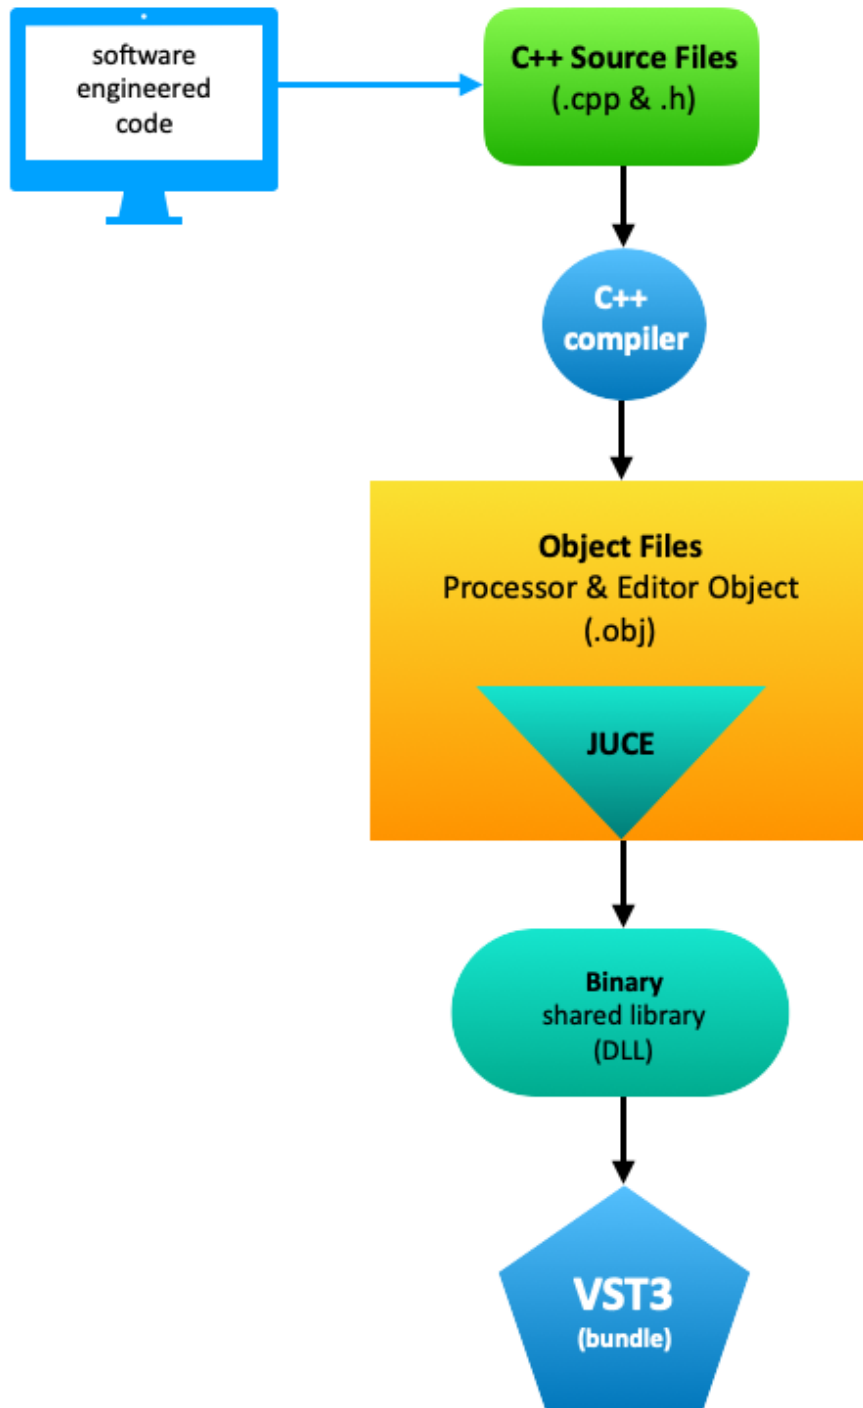 software
engineered
code
C++ Source Files
(.cpp & .h)
C++
compiler
Object Files
Processor & Editor Object
(.obj)
JUCE
Binary
shared library
(DLL)
VST3
(bundle)